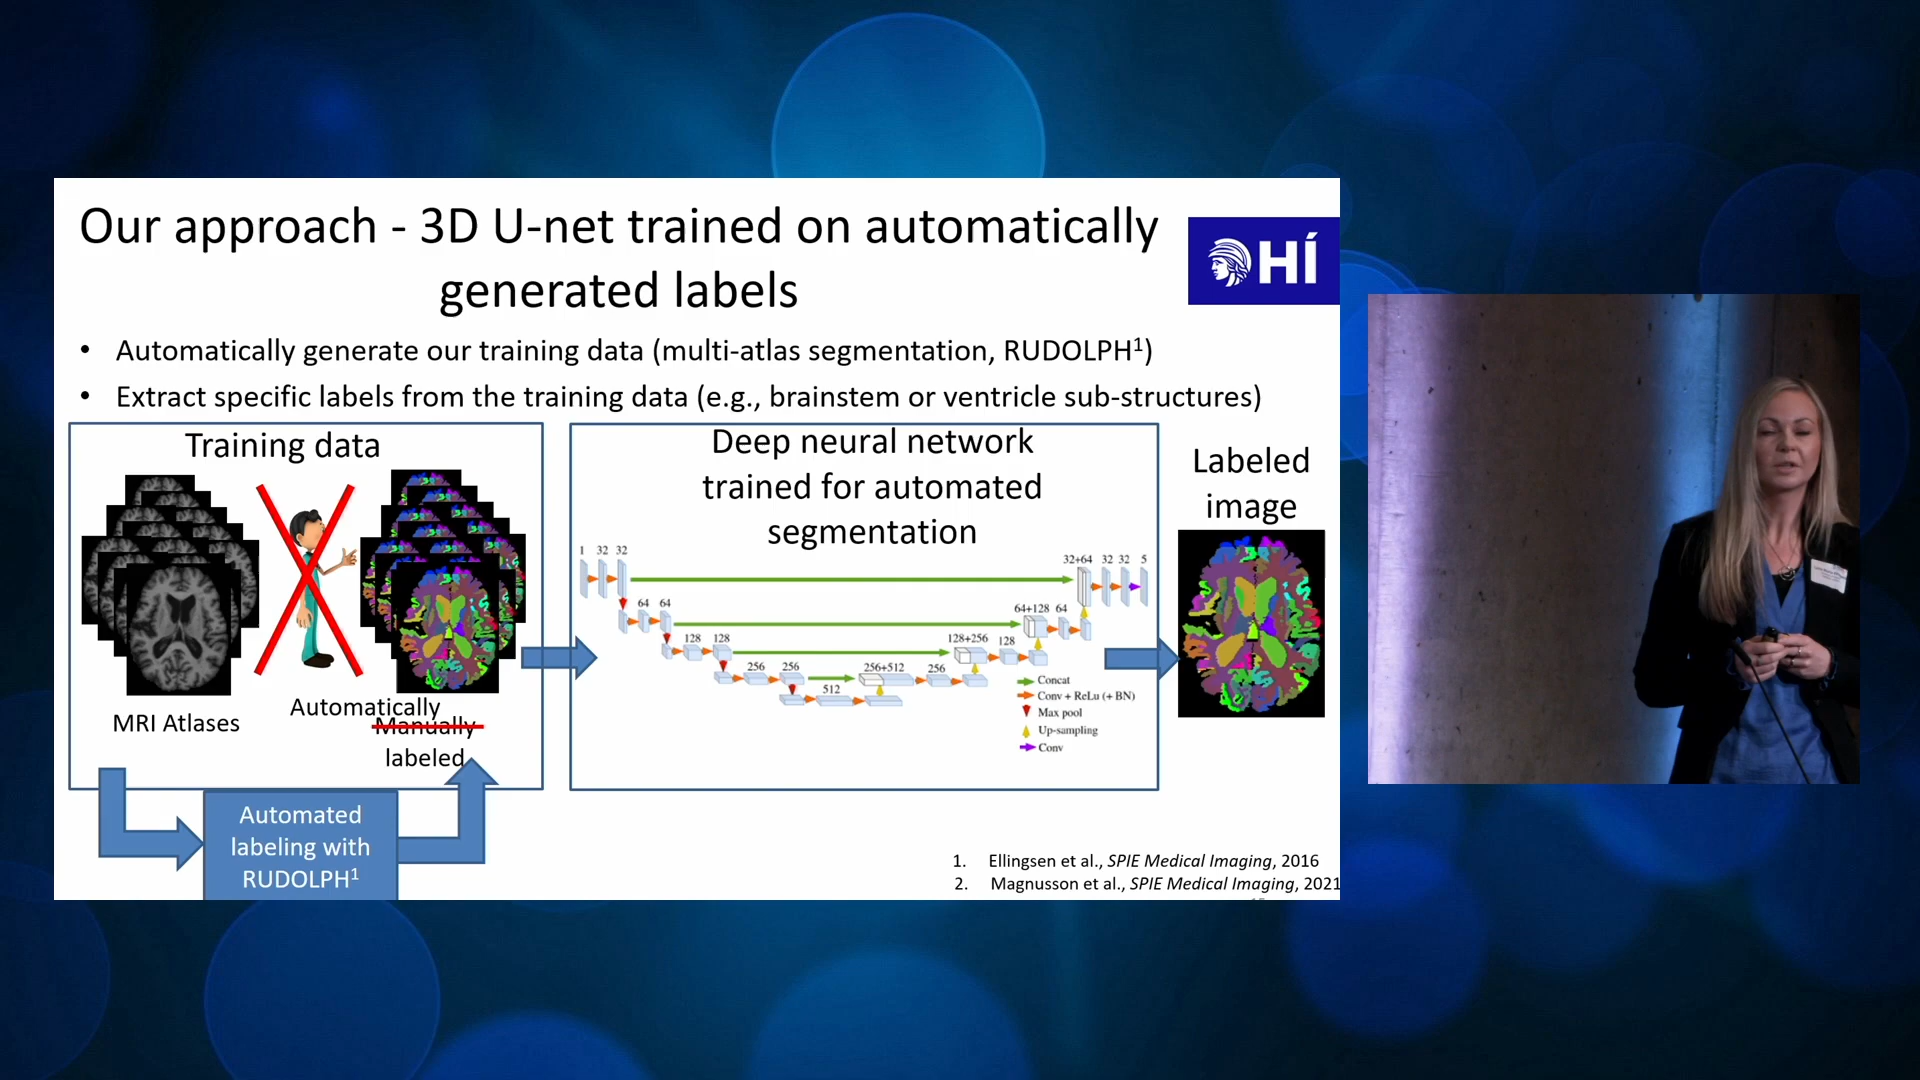 Our approach - 3D U-net trained on automatically
generated labels
HÍ
• Automatically generate our training data (multi-atlas segmentation, RUDOLPH¹)
• Extract specific labels from the training data (e.g., brainstem or ventricle sub-structures)
Training data
MRI Atlases
Automatically
Manually
labeled
Automated
labeling with
RUDOLPH¹
Deep neural network
trained for automated
segmentation
1 32 32
64 64
128 128
256 256
512
256+512 256
128+256 128
64+128 64
32+64 32 32 5
Concat
Conv + ReLu (+ BN)
Max pool
Up-sampling
Conv
Labeled
image
1. Ellingsen et al., SPIE Medical Imaging, 2016
2. Magnusson et al., SPIE Medical Imaging, 2021